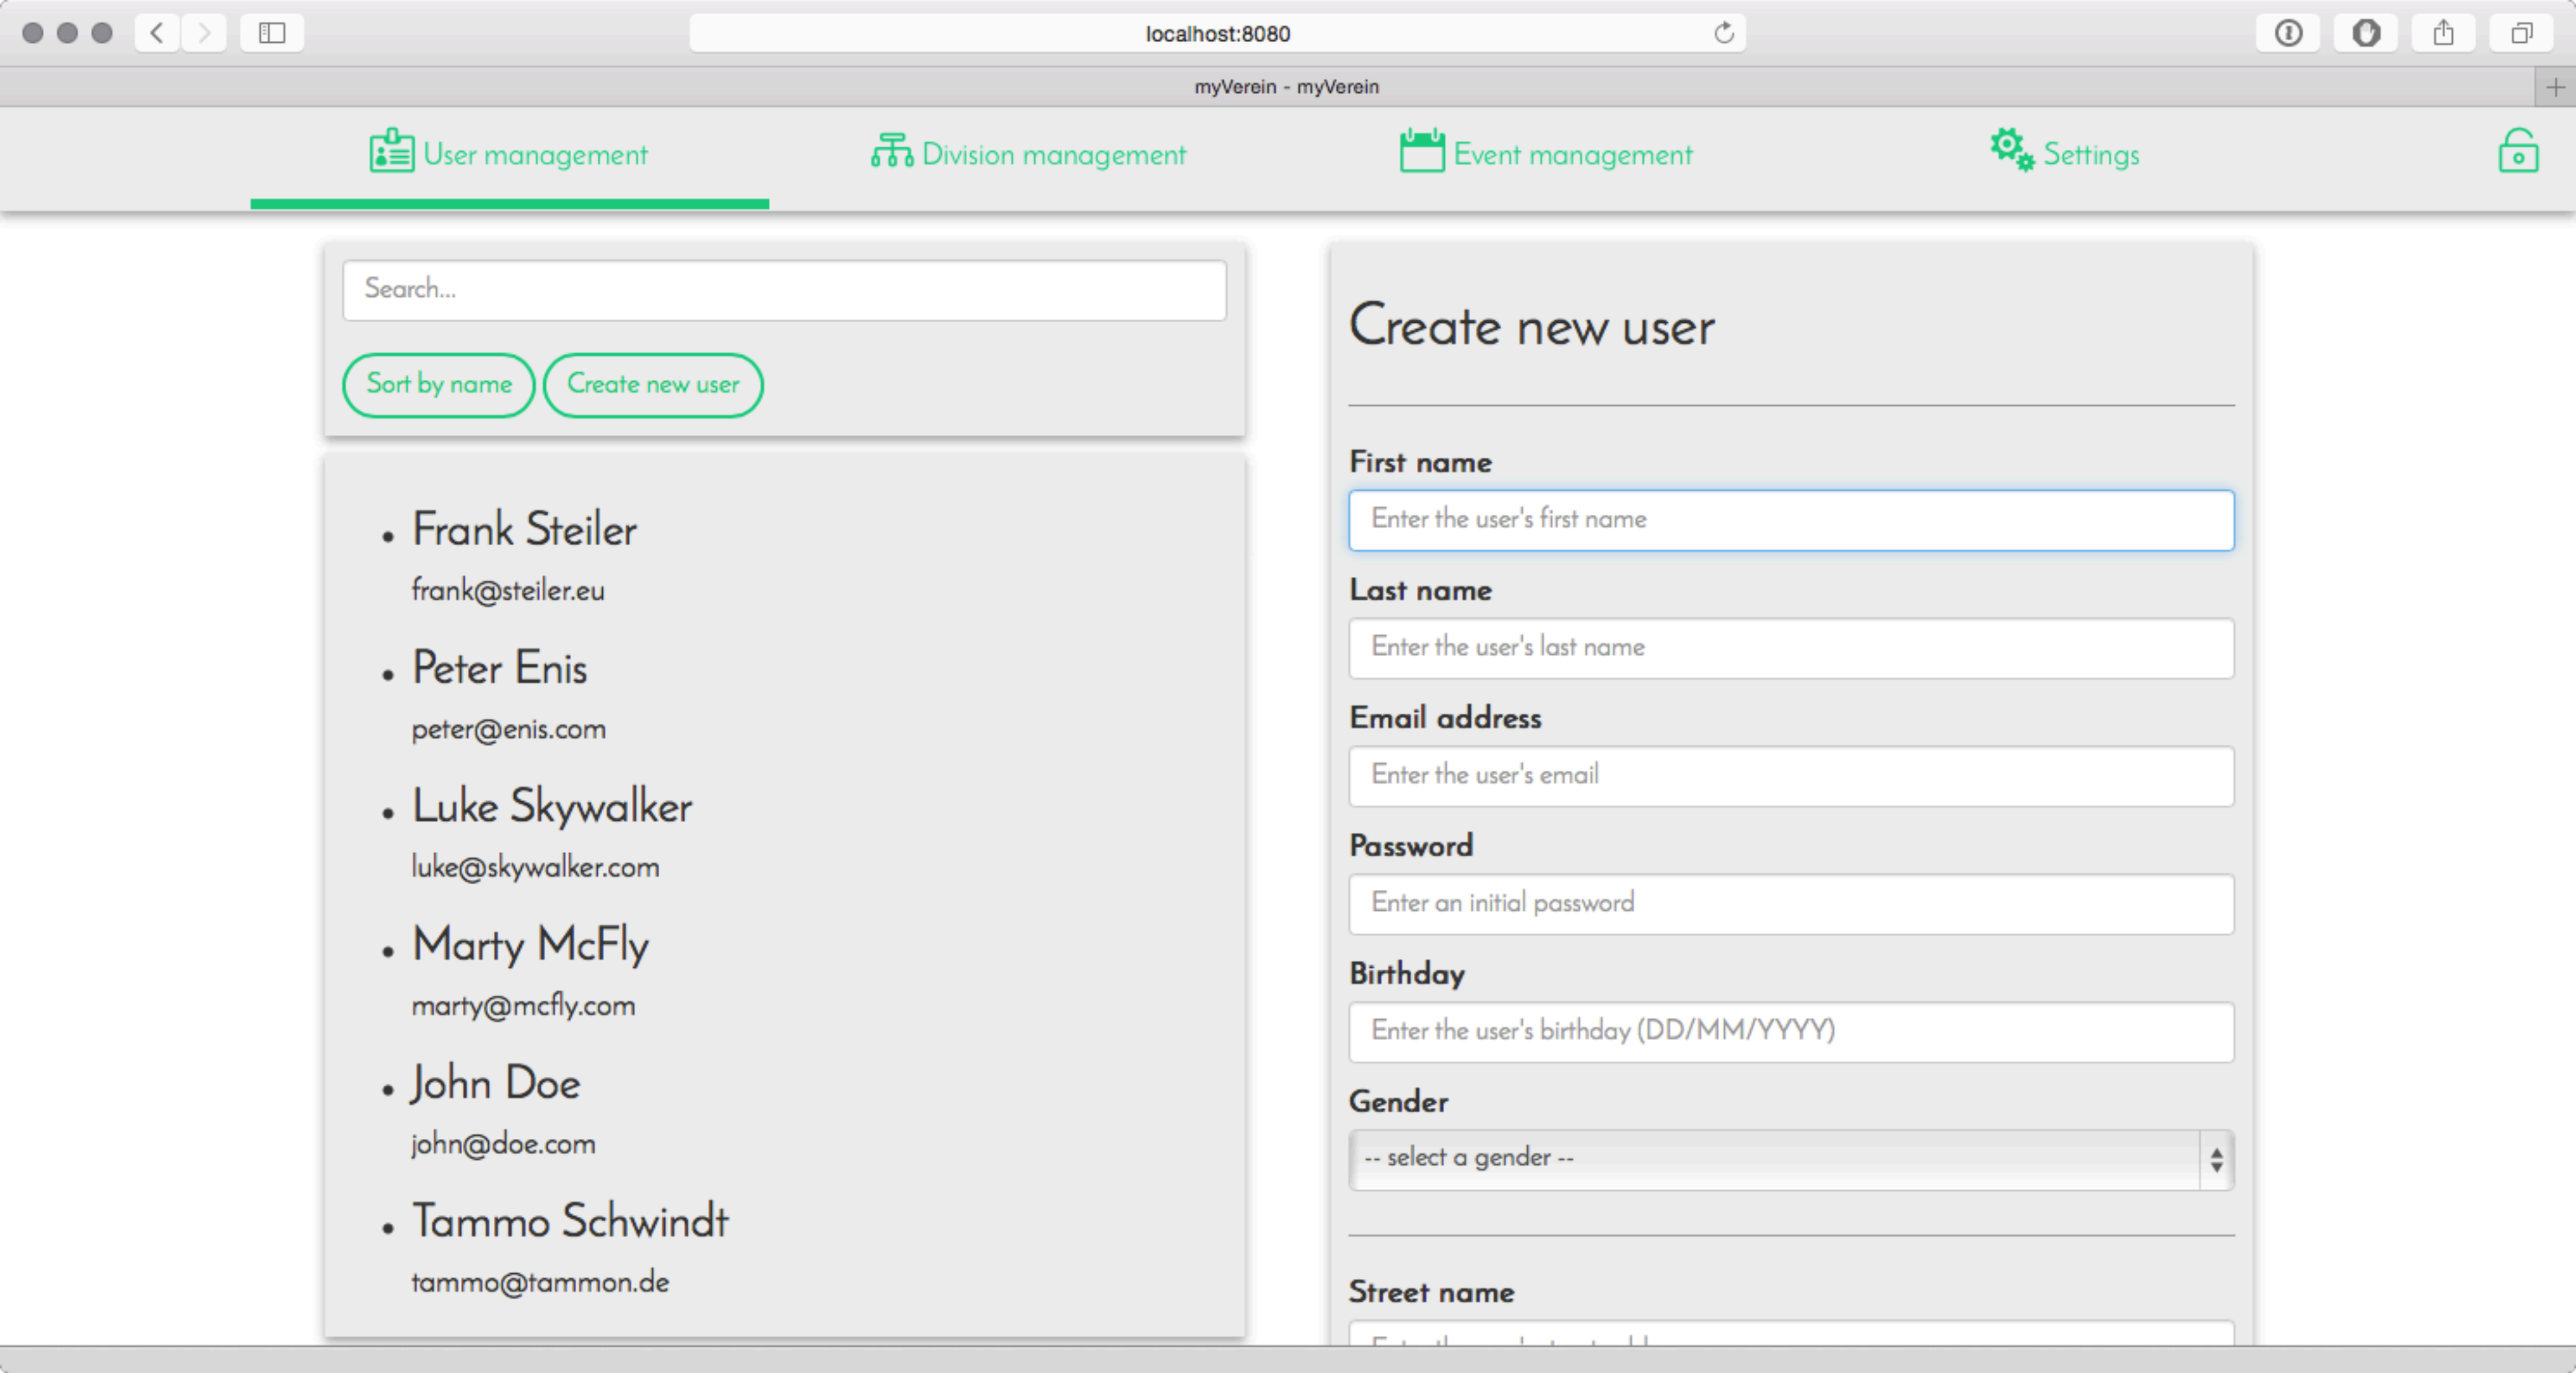 localhost:8080
myVerein - myVerein
User management
Division management
Event management
Settings
Search...
Sort by name
Create new user
Frank Steiler
frank@steiler.eu
Peter Enis
peter@enis.com
Luke Skywalker
luke@skywalker.com
Marty McFly
marty@mcfly.com
John Doe
john@doe.com
Tammo Schwindt
tammo@tammon.de
Create new user
First name
Enter the user's first name
Last name
Enter the user's last name
Email address
Enter the user's email
Password
Enter an initial password
Birthday
Enter the user's birthday (DD/MM/YYYY)
Gender
-- select a gender --
Street name